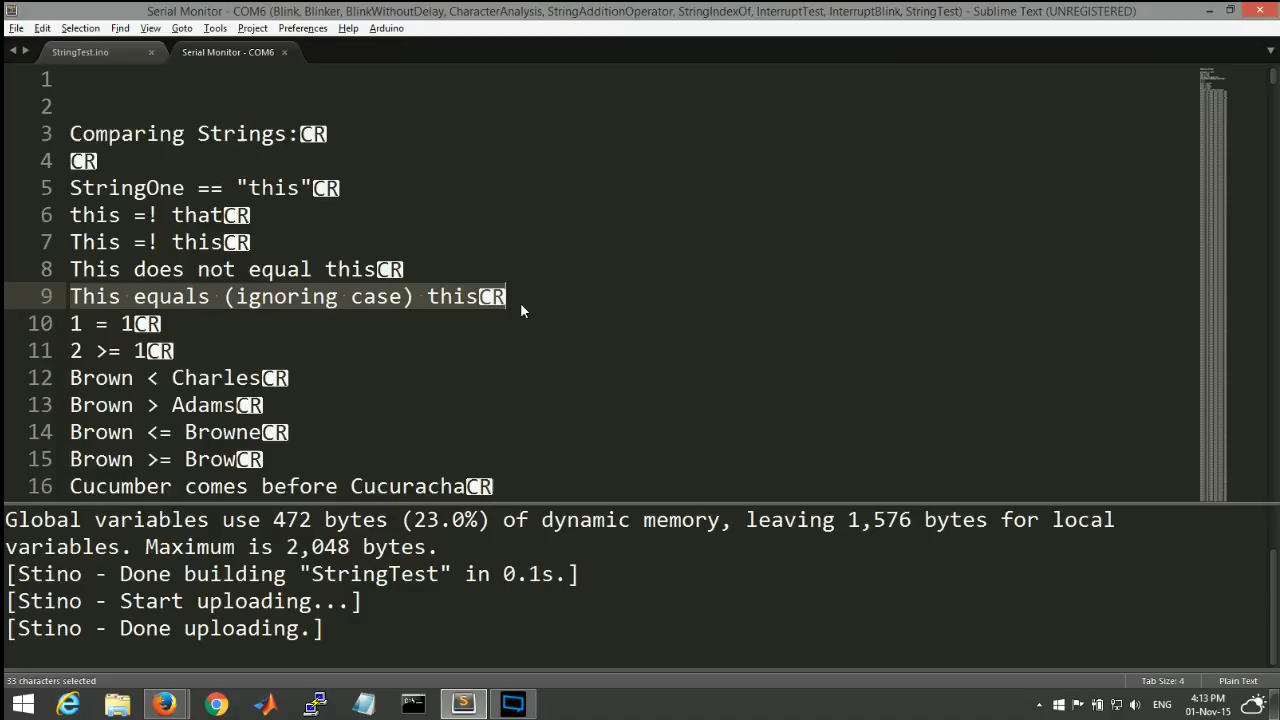 Serial Monitor - COM6 (Blink, Blinker, BlinkWithoutDelay, CharacterAnalysis, StringAdditionOperator, StringIndexOf, InterruptTest, InterruptBlink, StringTest) - Sublime Text (UNREGISTERED)
File Edit Selection Find View Goto Tools Project Preferences Help Arduino
StringTest.ino Serial Monitor - COM6
1
2
3 Comparing Strings:CR
4 CR
5 StringOne == "this"CR
6 this =! thatCR
7 This =! thisCR
8 This does not equal thisCR
9 This equals (ignoring case) thisCR
10 1 = 1CR
11 2 >= 1CR
12 Brown < CharlesCR
13 Brown > AdamsCR
14 Brown <= BrowneCR
15 Brown >= BrowCR
16 Cucumber comes before CucurachaCR
Global variables use 472 bytes (23.0%) of dynamic memory, leaving 1,576 bytes for local
variables. Maximum is 2,048 bytes.
[Stino - Done building "StringTest" in 0.1s.]
[Stino - Start uploading...]
[Stino - Done uploading.]
33 characters selected Tab Size: 4 Plain Text
ENG 4:13 PM
01-Nov-15